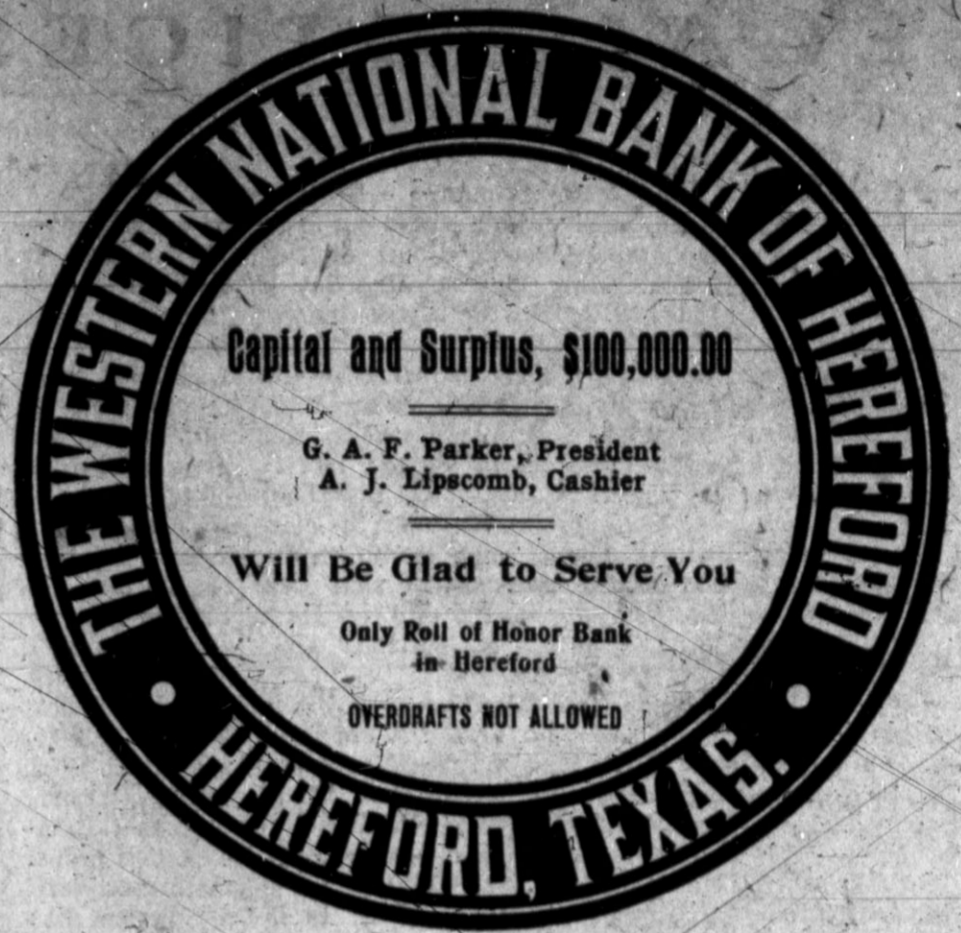 THE WESTERN NATIONAL BANK OF HEREFORD
Capital and Surplus, $100,000.00
G. A. F. Parker, President
A. J. Lipscomb, Cashier
Will Be Glad to Serve You
Only Roll of Honor Bank
in Hereford
OVERDRAFTS NOT ALLOWED
HEREFORD, TEXAS.